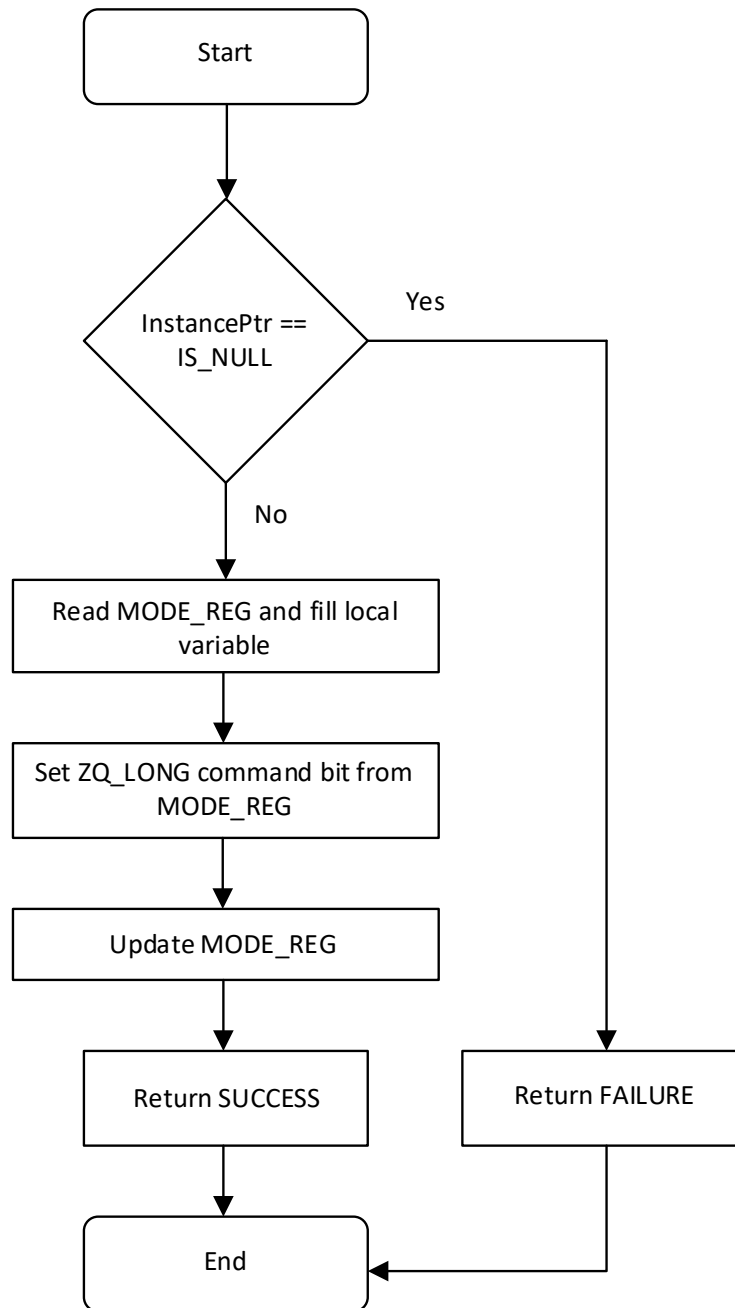 Start
InstancePtr ==
IS_NULL
Yes
No
Read MODE_REG and fill local
variable
Set ZQ_LONG command bit from
MODE_REG
Update MODE_REG
Return SUCCESS
Return FAILURE
End